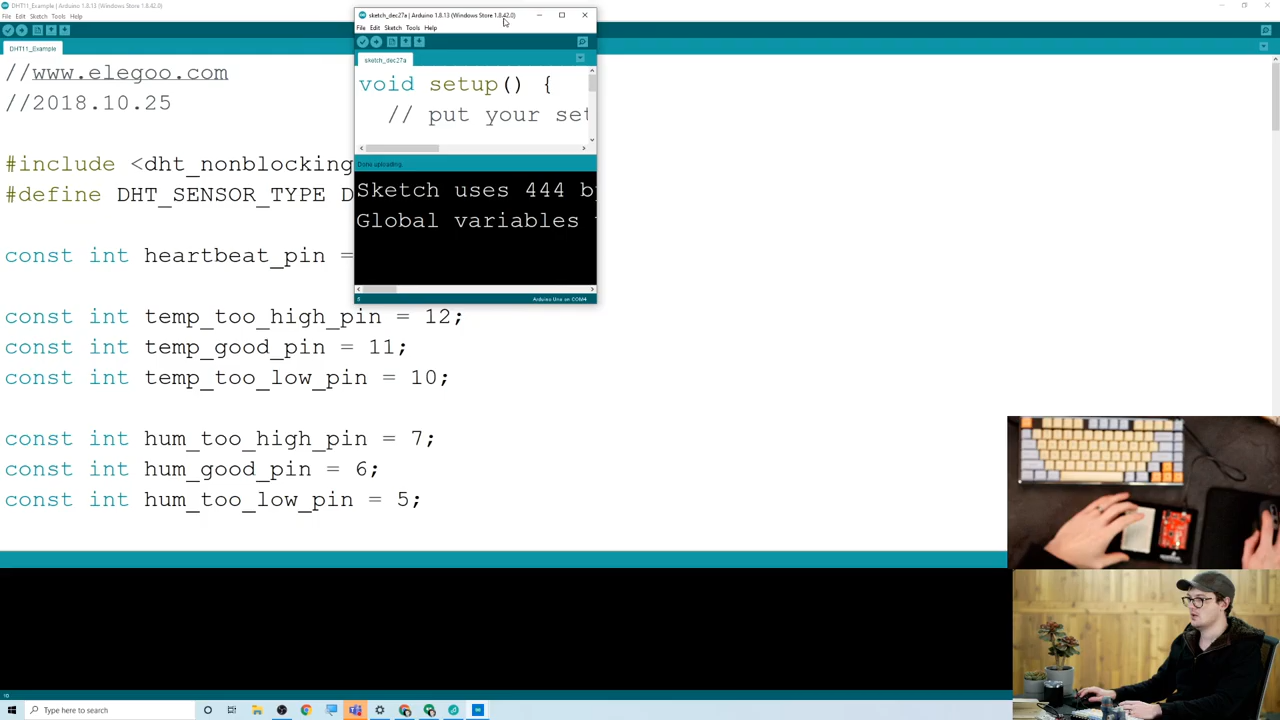 DHT11_Example | Arduino 1.8.13 (Windows Store 1.8.42.0)
File Edit Sketch Tools Help
DHT11_Example
//www.elegoo.com
//2018.10.25
#include <dht_nonblocking
#define DHT_SENSOR_TYPE D
const int heartbeat_pin =
const int temp_too_high_pin = 12;
const int temp_good_pin = 11;
const int temp_too_low_pin = 10;
const int hum_too_high_pin = 7;
const int hum_good_pin = 6;
const int hum_too_low_pin = 5;
sketch_dec27a | Arduino 1.8.13 (Windows Store 1.8.42.0)
File Edit Sketch Tools Help
sketch_dec27a
void setup() {
// put your set
Done uploading.
Sketch uses 444 b
Global variables
Arduino Uno on COM4
Type here to search